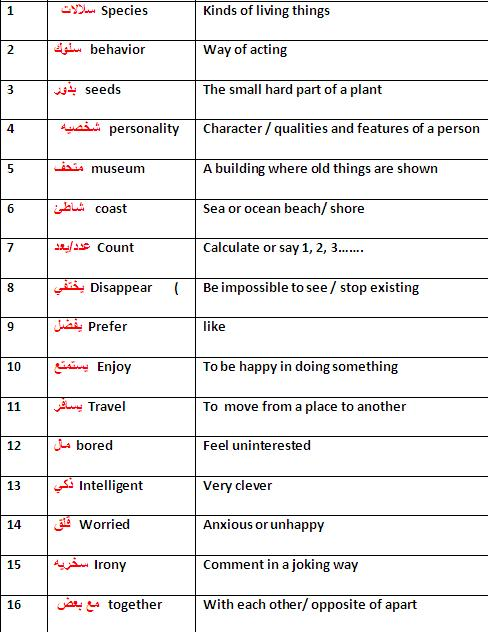 1 سلالات Species Kinds of living things
2 سلوك behavior Way of acting
3 بذور seeds The small hard part of a plant
4 شخصيه personality Character / qualities and features of a person
5 متحف museum A building where old things are shown
6 شاطئ coast Sea or ocean beach/ shore
7 عدد/يعد Count Calculate or say 1, 2, 3…….
8 يختفي Disappear ( Be impossible to see / stop existing
9 يفضل Prefer like
10 يستمتع Enjoy To be happy in doing something
11 يسافر Travel To move from a place to another
12 مال bored Feel uninterested
13 ذكي Intelligent Very clever
14 قلق Worried Anxious or unhappy
15 سخريه Irony Comment in a joking way
16 مع بعض together With each other/ opposite of apart